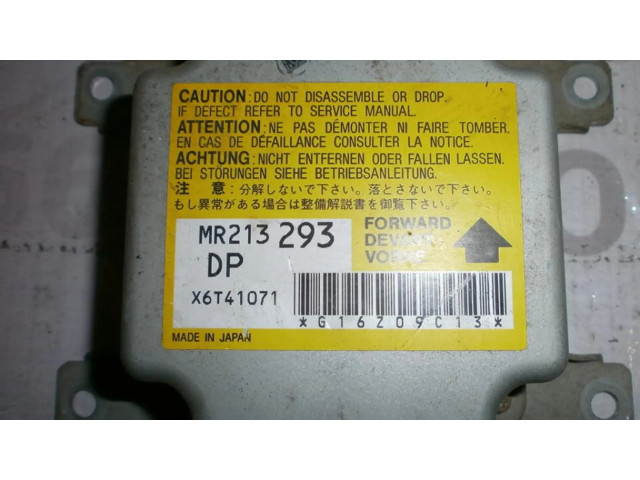 CAUTION: DO NOT DISASSEMBLE OR DROP.
IF DEFECT REFER TO SERVICE MANUAL.
ATTENTION: NE PAS DÉMONTER NI FAIRE TOMBER.
EN CAS DE DÉFAILLANCE CONSULTER LA NOTICE.
ACHTUNG: NICHT ENTFERNEN ODER FALLEN LASSEN.
BEI STÖRUNGEN SIEHE BETRIEBSANLEITUNG.
注 意:分解しないで下さい。落とさないで下さい。
もし異常がある場合は整備解説書を御覧下さい。
MR213 293
DP
X6T41071
FORWARD
DEVANT
*G16Z09C13*
MADE IN JAPAN